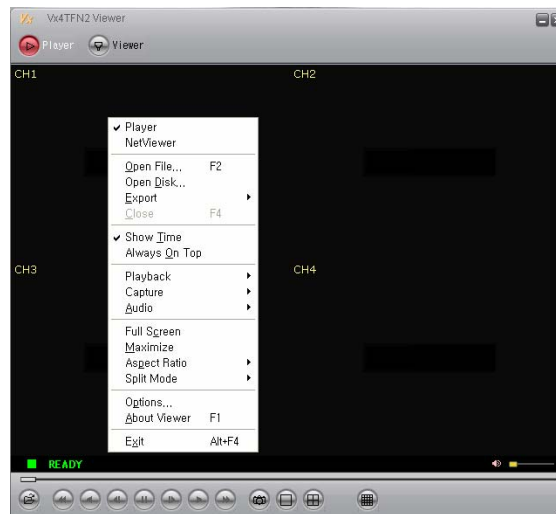 Vx4TFN2 Viewer
Player Viewer
CH1 CH2
Player
NetViewer
Open File... F2
Open Disk...
Export
Close F4
Show Time
Always On Top
CH3 CH4
Playback
Capture
Audio
Full Screen
Maximize
Aspect Ratio
Split Mode
Options...
About Viewer F1
Exit Alt+F4
READY